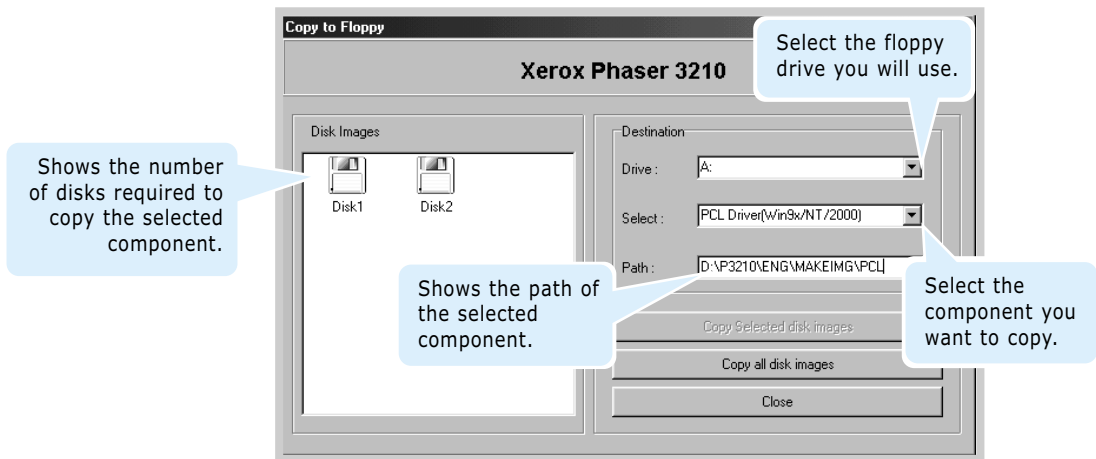 Copy to Floppy
Xerox Phaser 3210
Select the floppy
drive you will use.
Disk Images
Disk1
Disk2
Shows the number
of disks required to
copy the selected
component.
Destination
Drive :
A:
Select :
PCL Driver(Win9x/NT/2000)
Path :
D:\P3210\ENG\MAKEIMG\PCL
Shows the path of
the selected
component.
Select the
component you
want to copy.
Copy Selected disk images
Copy all disk images
Close